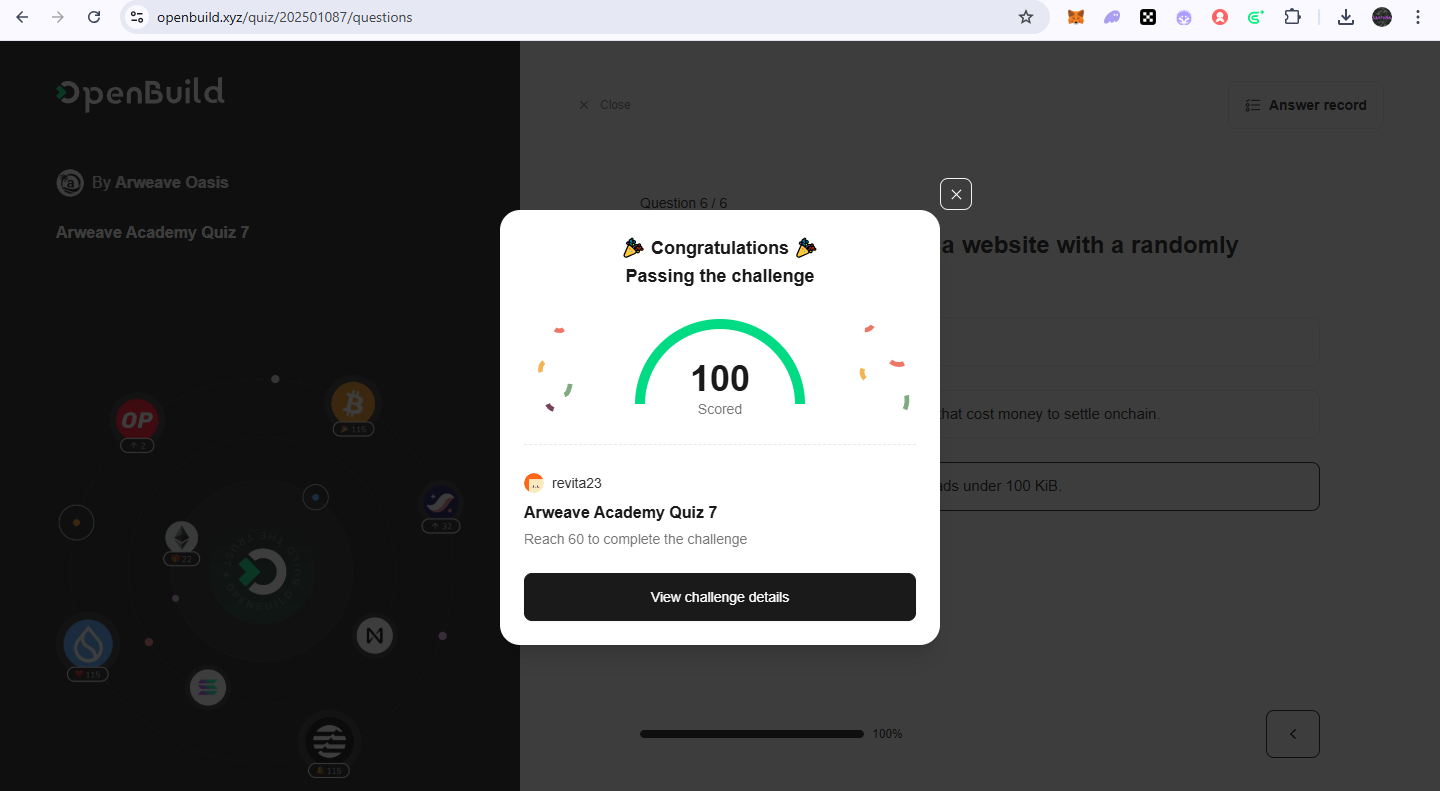 openbuild.xyz/quiz/202501087/questions
OpenBuild
Close
Answer record
By Arweave Oasis
Arweave Academy Quiz 7
Question 6 / 6
a website with a randomly
Congratulations
Passing the challenge
100
Scored
that cost money to settle onchain.
ads under 100 KiB.
revita23
Arweave Academy Quiz 7
Reach 60 to complete the challenge
View challenge details
OP
2
115
32
22
115
115
100%